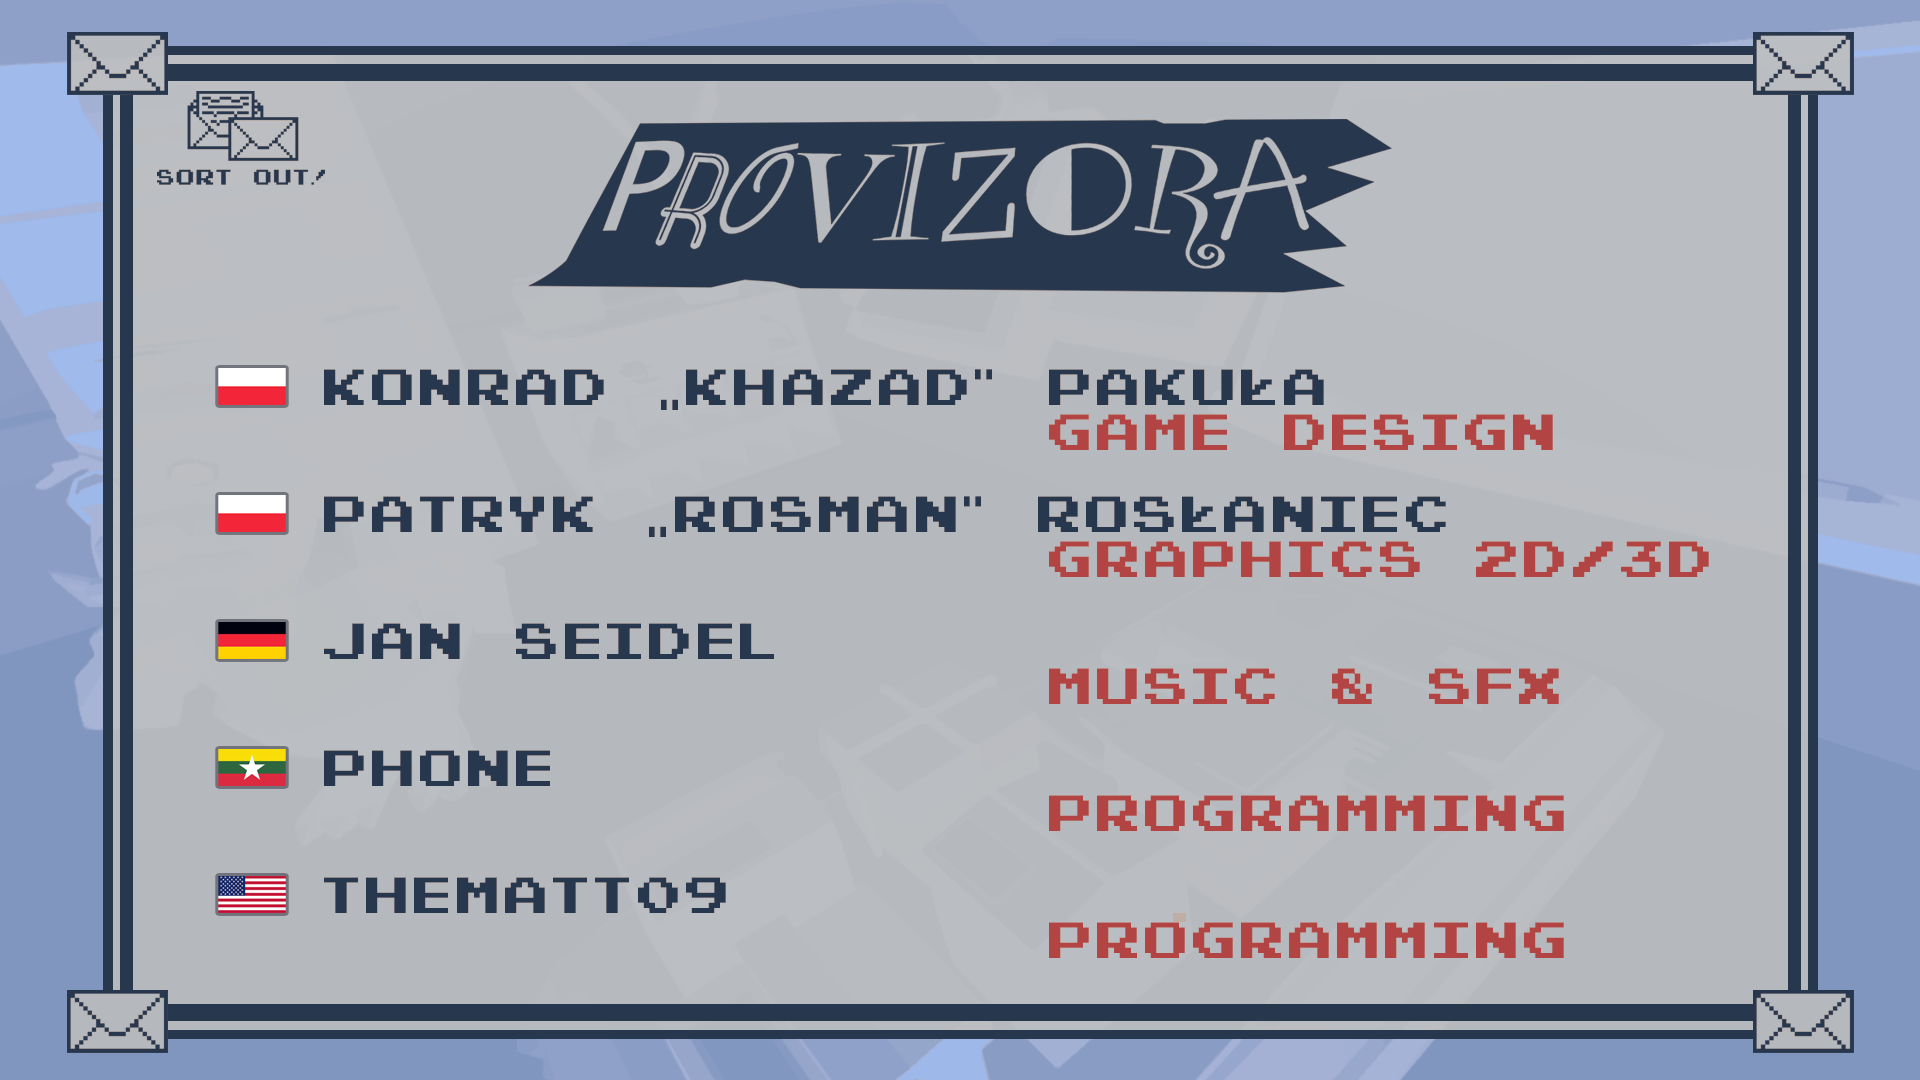 SORT OUT!
PROVIZORA
KONRAD „KHAZAD" PAKUŁA
GAME DESIGN
PATRYK „ROSMAN" ROSŁANIEC
GRAPHICS 2D/3D
JAN SEIDEL
MUSIC & SFX
PHONE
PROGRAMMING
THEMATT09
PROGRAMMING